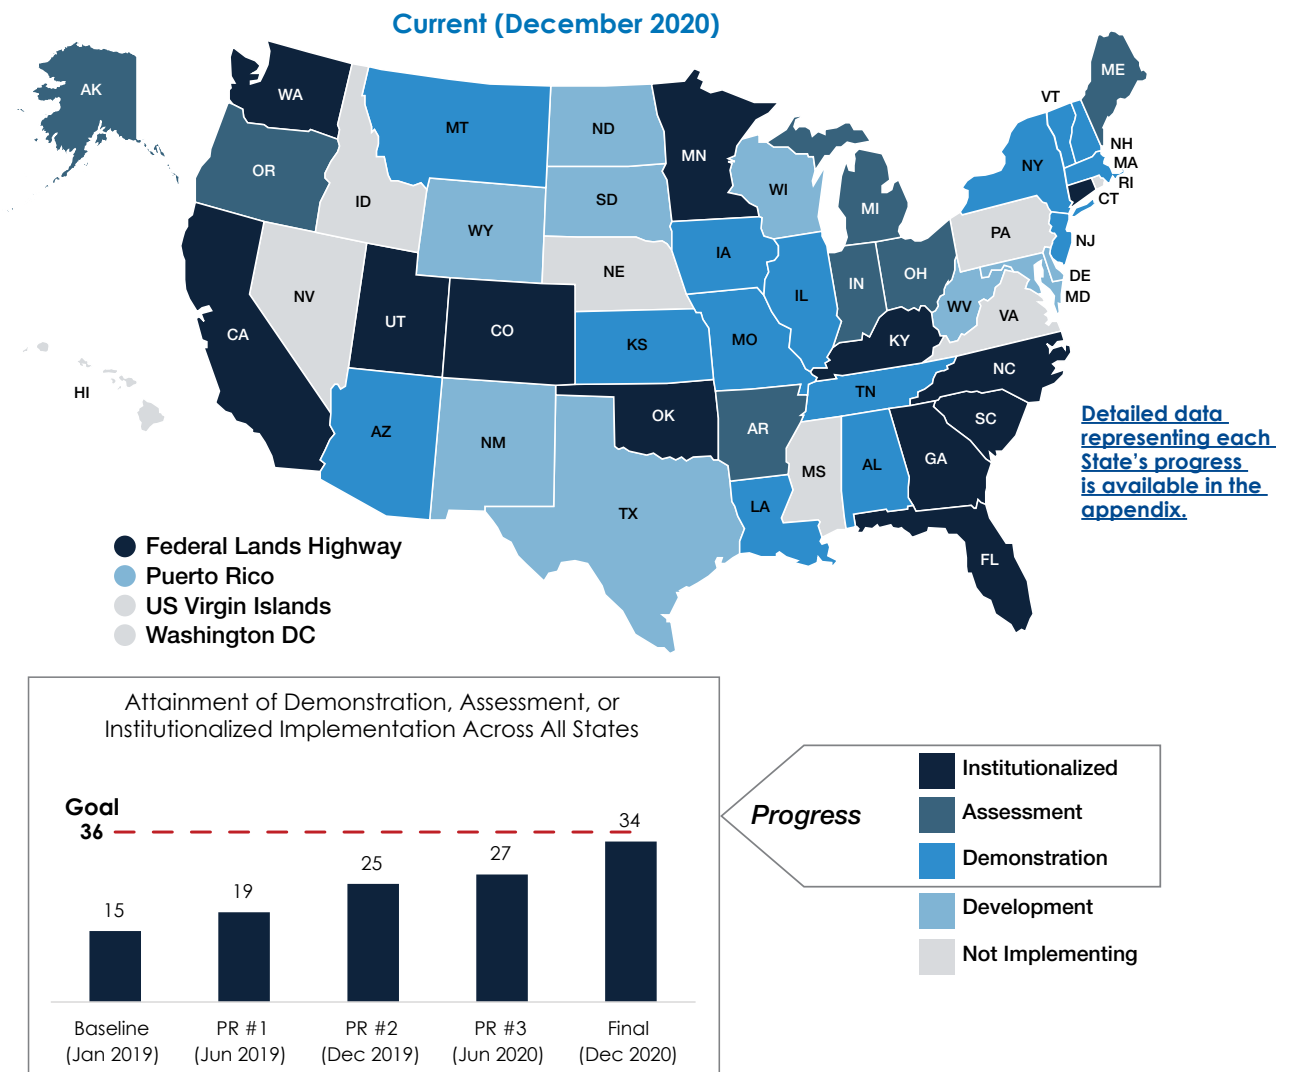 Current (December 2020)
AK
WA
OR
CA
ID
NV
MT
WY
UT
CO
AZ
NM
ND
SD
NE
KS
OK
TX
MN
IA
MO
AR
LA
WI
IL
MI
IN
OH
KY
TN
MS
AL
GA
FL
SC
NC
VA
WV
PA
NY
VT
ME
NH
MA
RI
CT
NJ
DE
MD
HI
Detailed data
representing each
State’s progress
is available in the
appendix.
Federal Lands Highway
Puerto Rico
US Virgin Islands
Washington DC
Attainment of Demonstration, Assessment, or
Institutionalized Implementation Across All States
Goal
36
15
19
25
27
34
Baseline
(Jan 2019)
PR #1
(Jun 2019)
PR #2
(Dec 2019)
PR #3
(Jun 2020)
Final
(Dec 2020)
Progress
Institutionalized
Assessment
Demonstration
Development
Not Implementing